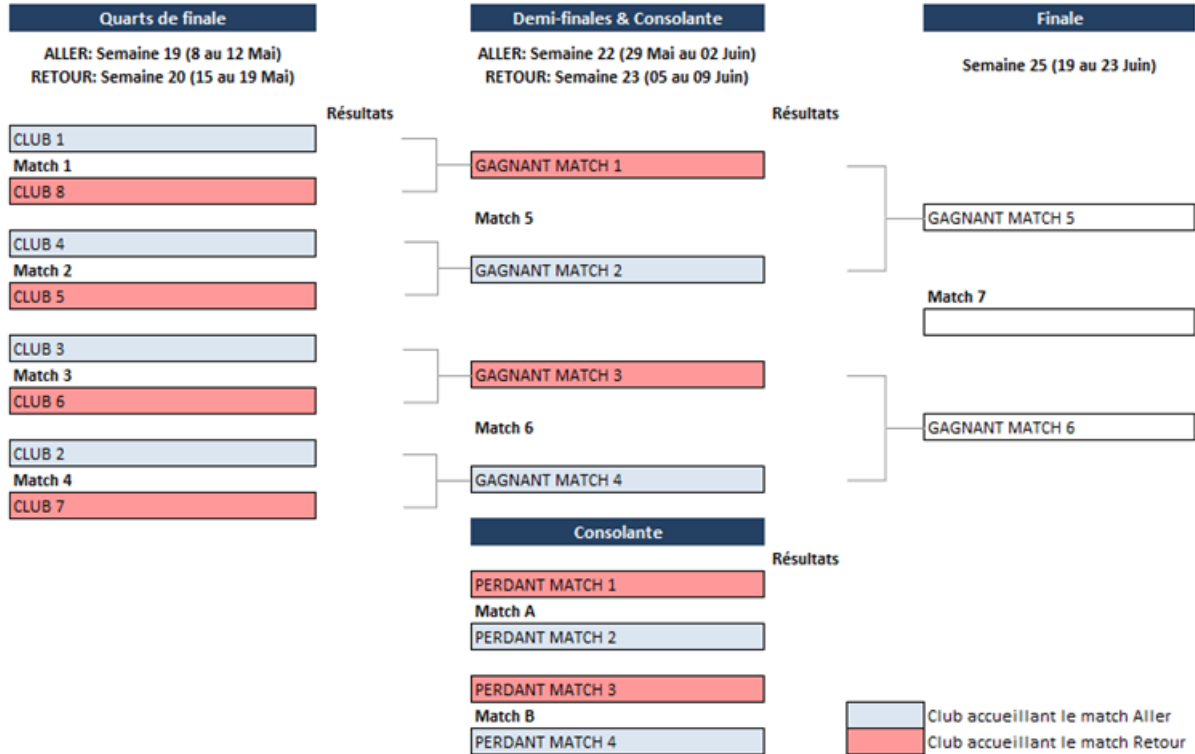 Quarts de finale
ALLER: Semaine 19 (8 au 12 Mai)
RETOUR: Semaine 20 (15 au 19 Mai)
Résultats
CLUB 1
Match 1
CLUB 8
CLUB 4
Match 2
CLUB 5
CLUB 3
Match 3
CLUB 6
CLUB 2
Match 4
CLUB 7
Demi-finales & Consolante
ALLER: Semaine 22 (29 Mai au 02 Juin)
RETOUR: Semaine 23 (05 au 09 Juin)
Résultats
GAGNANT MATCH 1
Match 5
GAGNANT MATCH 2
GAGNANT MATCH 3
Match 6
GAGNANT MATCH 4
Consolante
Résultats
PERDANT MATCH 1
Match A
PERDANT MATCH 2
PERDANT MATCH 3
Match B
PERDANT MATCH 4
Finale
Semaine 25 (19 au 23 Juin)
GAGNANT MATCH 5
Match 7
GAGNANT MATCH 6
Club accueillant le match Aller
Club accueillant le match Retour